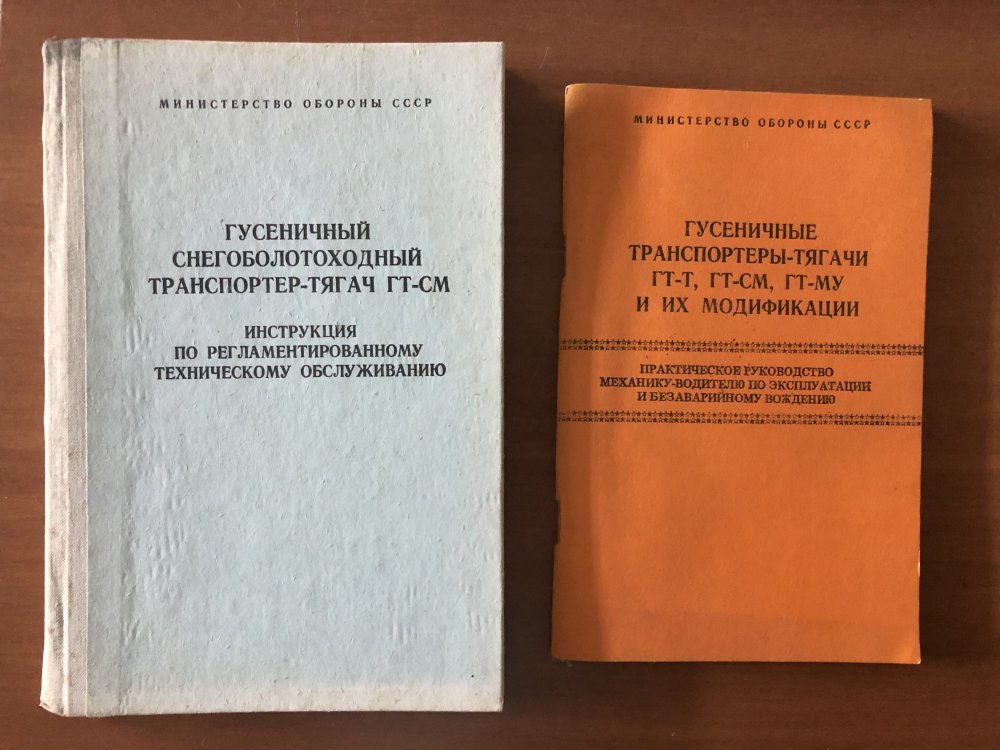 МИНИСТЕРСТВО ОБОРОНЫ СССР
ГУСЕНИЧНЫЙ
СНЕГОБОЛОТОХОДНЫЙ
ТРАНСПОРТЕР-ТЯГАЧ ГТ-СМ
ИНСТРУКЦИЯ
ПО РЕГЛАМЕНТИРОВАННОМУ
ТЕХНИЧЕСКОМУ ОБСЛУЖИВАНИЮ
МИНИСТЕРСТВО ОБОРОНЫ СССР
ГУСЕНИЧНЫЕ
ТРАНСПОРТЕРЫ-ТЯГАЧИ
ГТ-Т, ГТ-СМ, ГТ-МУ
И ИХ МОДИФИКАЦИИ
ПРАКТИЧЕСКОЕ РУКОВОДСТВО
МЕХАНИКУ-ВОДИТЕЛЮ ПО ЭКСПЛУАТАЦИИ
И БЕЗАВАРИЙНОМУ ВОЖДЕНИЮ